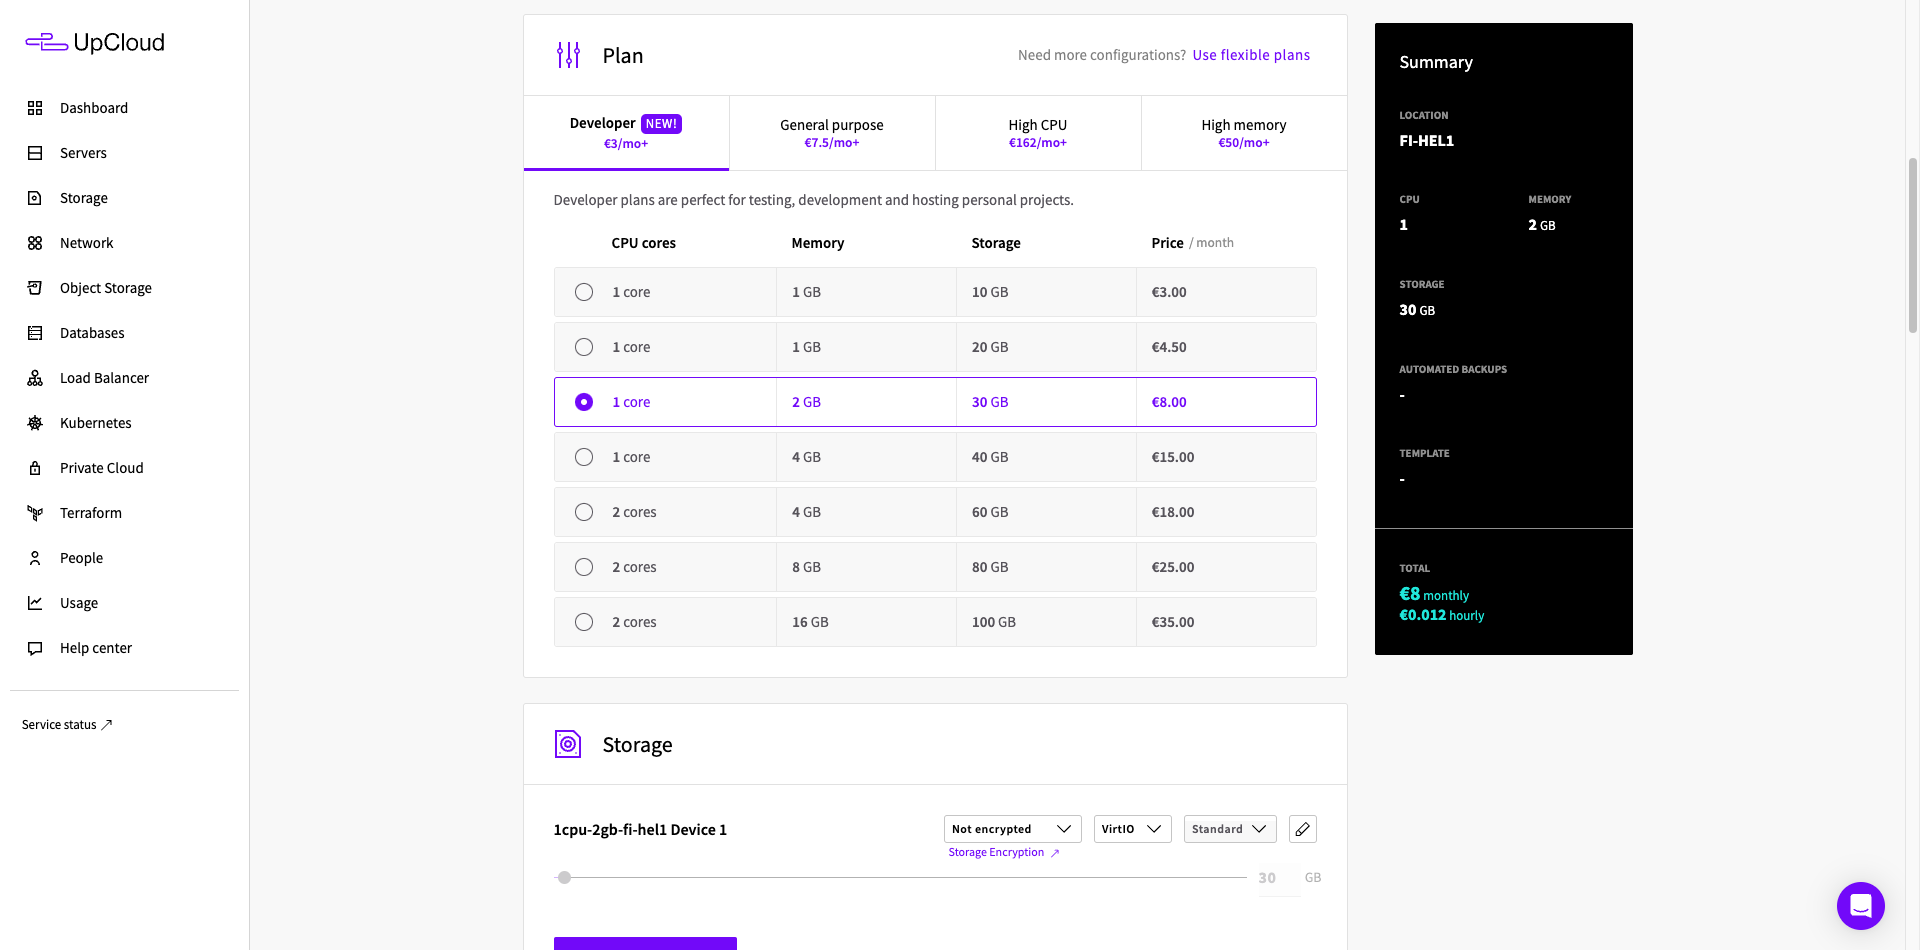 UpCloud
Dashboard
Servers
Storage
Network
Object Storage
Databases
Load Balancer
Kubernetes
Private Cloud
Terraform
People
Usage
Help center
Service status
Plan
Need more configurations? Use flexible plans
Developer NEW!
€3/mo+
General purpose
€7.5/mo+
High CPU
€162/mo+
High memory
€50/mo+
Developer plans are perfect for testing, development and hosting personal projects.
CPU cores Memory Storage Price / month
1 core 1 GB 10 GB €3.00
1 core 1 GB 20 GB €4.50
1 core 2 GB 30 GB €8.00
1 core 4 GB 40 GB €15.00
2 cores 4 GB 60 GB €18.00
2 cores 8 GB 80 GB €25.00
2 cores 16 GB 100 GB €35.00
Storage
1cpu-2gb-fi-hel1 Device 1
Not encrypted VirtIO Standard
Storage Encryption
30 GB
Summary
LOCATION
FI-HEL1
CPU MEMORY
1 2 GB
STORAGE
30 GB
AUTOMATED BACKUPS
-
TEMPLATE
-
TOTAL
€8 monthly
€0.012 hourly